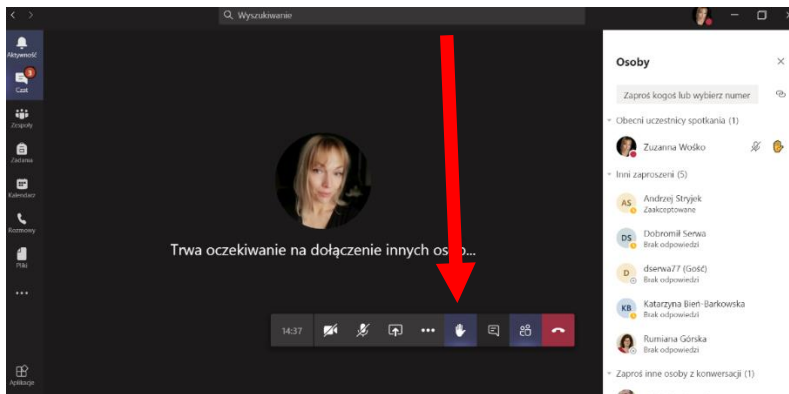 Wyszukiwanie
Aktywność
3
Czat
Zespoły
Zadania
Kalendarz
Rozmowy
Pliki
Aplikacje
Trwa oczekiwanie na dołączenie innych osób...
14:37
Osoby
Zaproś kogoś lub wybierz numer
Obecni uczestnicy spotkania (1)
Zuzanna Wośko
Inni zaproszeni (5)
AS
Andrzej Stryjek
Zaakceptowane
DS
Dobromił Serwa
Brak odpowiedzi
D
dserwa77 (Gość)
Brak odpowiedzi
KB
Katarzyna Bień-Barkowska
Brak odpowiedzi
Rumiana Górska
Brak odpowiedzi
Zaproś inne osoby z konwersacji (1)